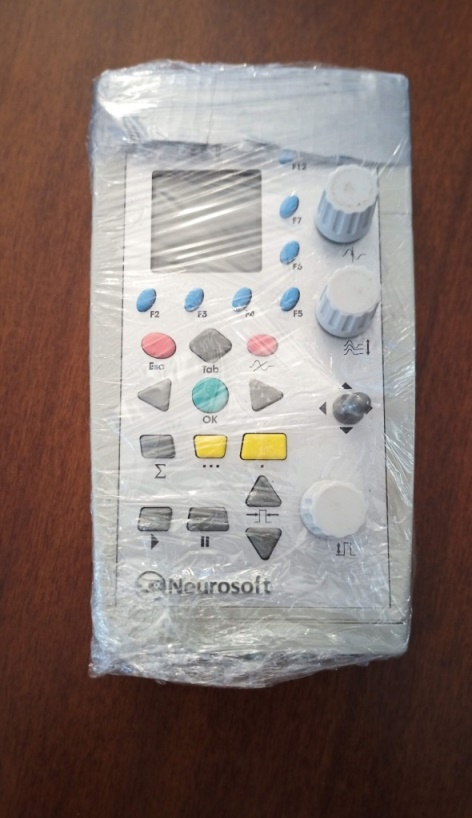 F12
F7
F6
F2 F3 F4 F5
Esc Tab
OK
Σ
Neurosoft